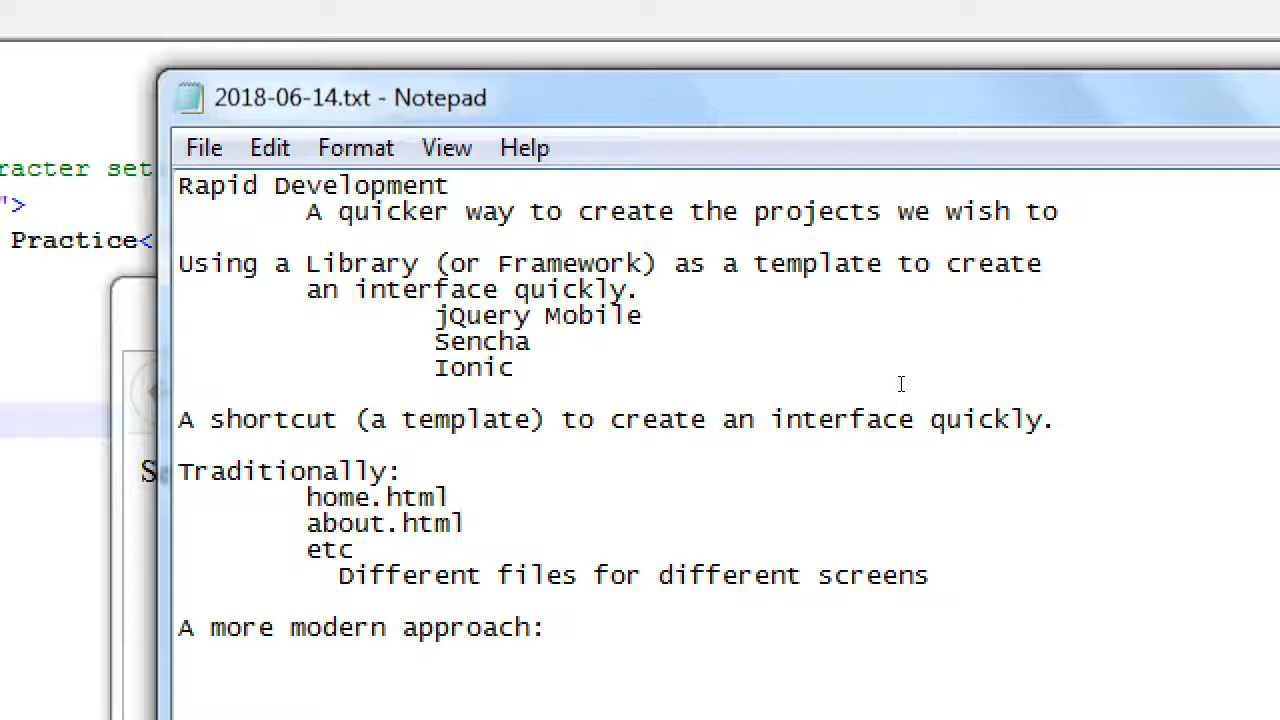 2018-06-14.txt - Notepad
File Edit Format View Help
racter set
">
Practice<
Rapid Development
A quicker way to create the projects we wish to
Using a Library (or Framework) as a template to create
an interface quickly.
jQuery Mobile
Sencha
Ionic
A shortcut (a template) to create an interface quickly.
Traditionally:
home.html
about.html
etc
Different files for different screens
A more modern approach: